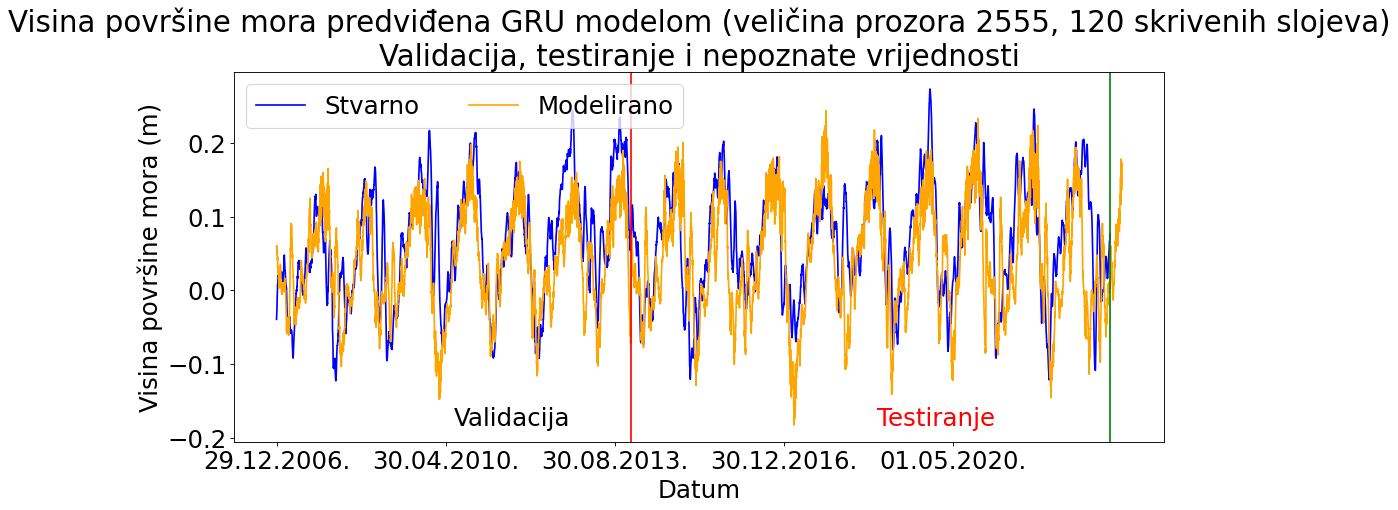 Visina površine mora predviđena GRU modelom (veličina prozora 2555, 120 skrivenih slojeva)
Validacija, testiranje i nepoznate vrijednosti
Stvarno
Modelirano
Visina površine mora (m)
0.2
0.1
0.0
−0.1
−0.2
Validacija
Testiranje
29.12.2006.
30.04.2010.
30.08.2013.
30.12.2016.
01.05.2020.
Datum